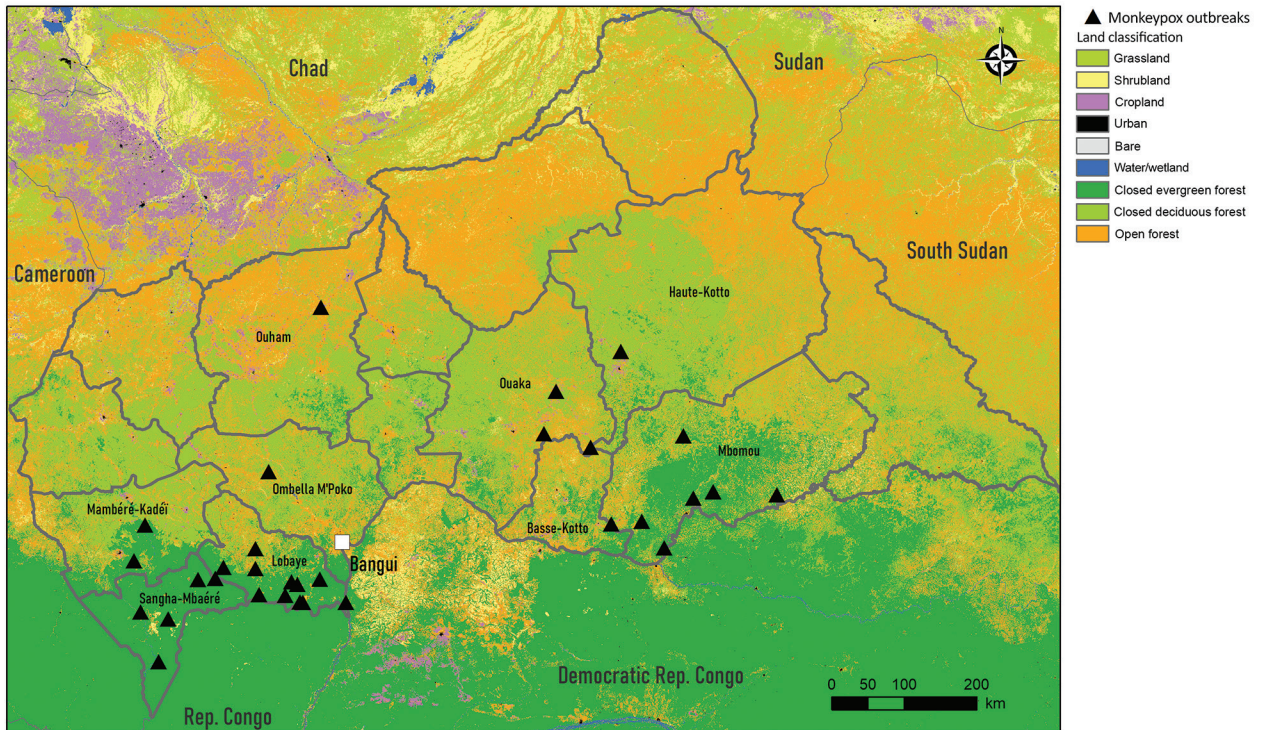 Chad
Sudan
N
Cameroon
South Sudan
Haute-Kotto
Ouham
Ouaka
Mbomou
Ombella M'Poko
Mambéré-Kadéï
Basse-Kotto
Lobaye
Bangui
Sangha-Mbaéré
Democratic Rep. Congo
Rep. Congo
0 50 100 200
km
Monkeypox outbreaks
Land classification
Grassland
Shrubland
Cropland
Urban
Bare
Water/wetland
Closed evergreen forest
Closed deciduous forest
Open forest